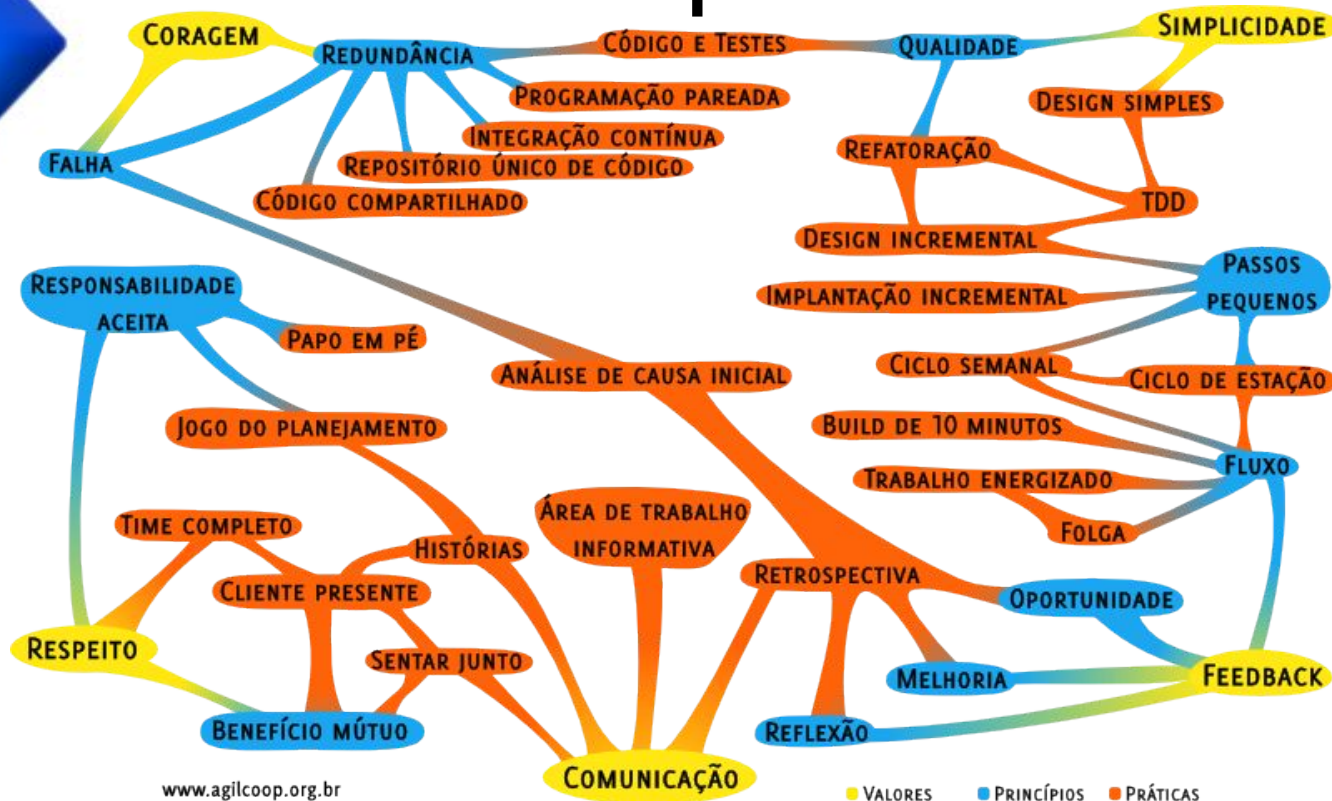 CORAGEM
REDUNDÂNCIA
CÓDIGO E TESTES
QUALIDADE
SIMPLICIDADE
PROGRAMAÇÃO PAREADA
DESIGN SIMPLES
INTEGRAÇÃO CONTÍNUA
REFATORAÇÃO
FALHA
REPOSITÓRIO ÚNICO DE CÓDIGO
CÓDIGO COMPARTILHADO
TDD
DESIGN INCREMENTAL
PASSOS
PEQUENOS
RESPONSABILIDADE
ACEITA
IMPLANTAÇÃO INCREMENTAL
PAPO EM PÉ
CICLO SEMANAL
ANÁLISE DE CAUSA INICIAL
CICLO DE ESTAÇÃO
JOGO DO PLANEJAMENTO
BUILD DE 10 MINUTOS
FLUXO
TRABALHO ENERGIZADO
ÁREA DE TRABALHO
INFORMATIVA
TIME COMPLETO
FOLGA
HISTÓRIAS
RETROSPECTIVA
CLIENTE PRESENTE
OPORTUNIDADE
RESPEITO
SENTAR JUNTO
MELHORIA
FEEDBACK
BENEFÍCIO MÚTUO
REFLEXÃO
COMUNICAÇÃO
www.agilcoop.org.br
VALORES
PRINCÍPIOS
PRÁTICAS